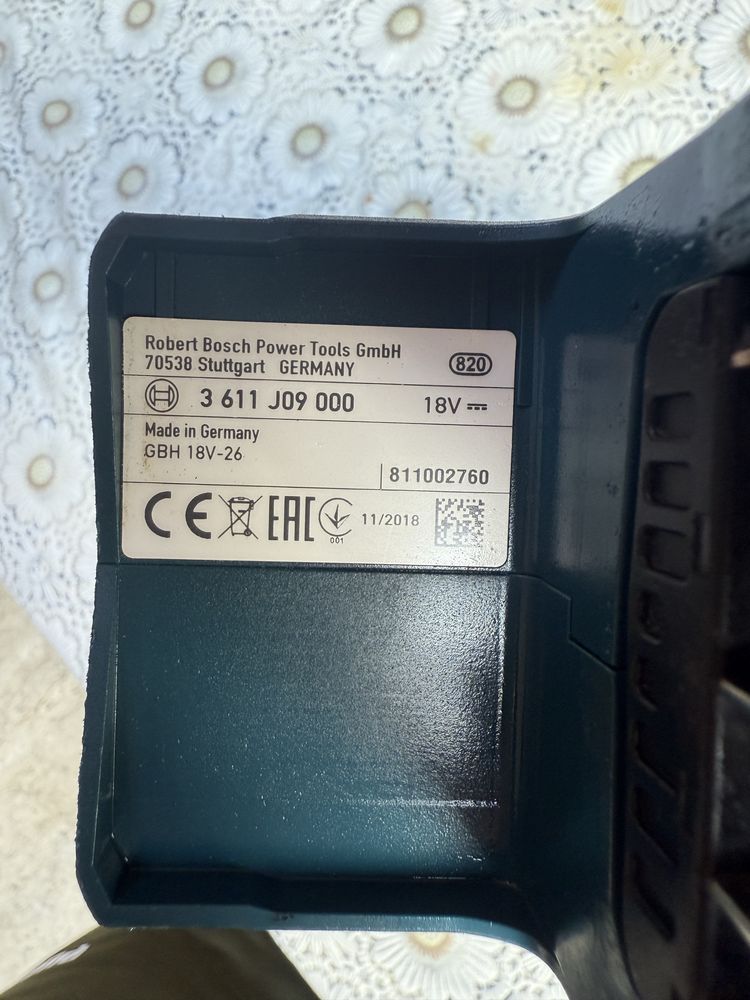 Robert Bosch Power Tools GmbH
70538 Stuttgart GERMANY
820
3 611 J09 000
18V
Made in Germany
GBH 18V-26
811002760
CE EAC
001
11/2018